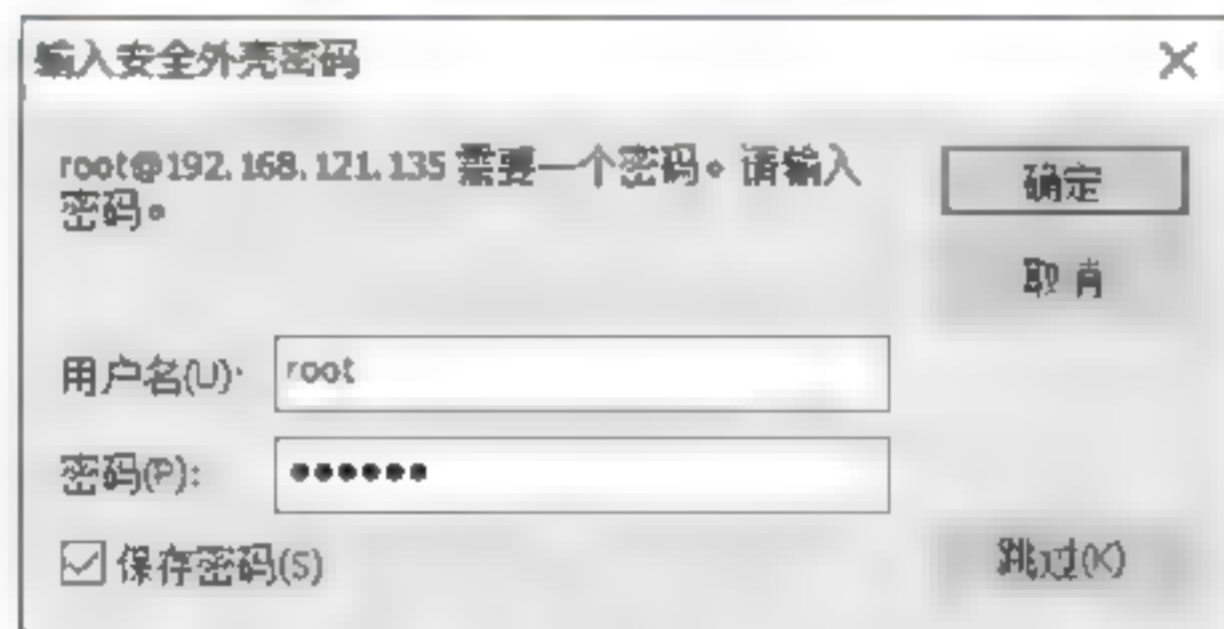 输入安全外壳密码
root@192.168.121.135 需要一个密码。请输入
密码。
确定
取消
用户名(U):
root
密码(P):
••••••
保存密码(S)
跳过(K)